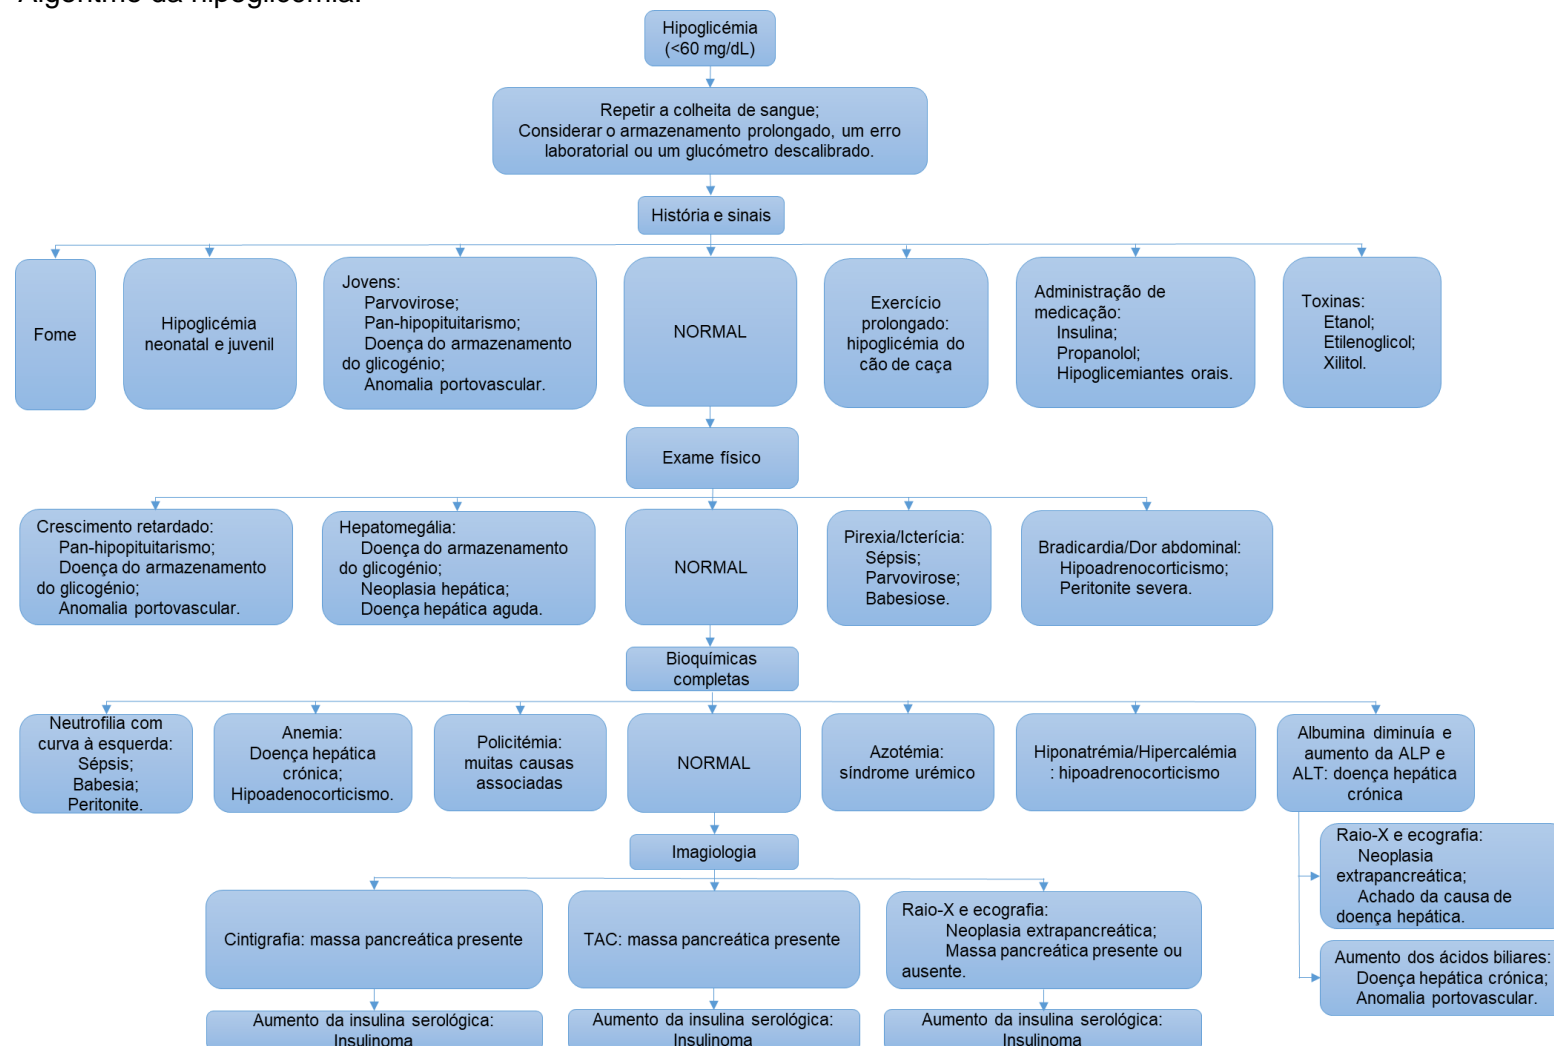 Algoritmo da hipoglicemia.
Hipoglicémia
(<60 mg/dL)
Repetir a colheita de sangue;
Considerar o armazenamento prolongado, um erro
laboratorial ou um glucómetro descalibrado.
História e sinais
Fome
Hipoglicémia
neonatal e juvenil
Jovens:
Parvovirose;
Pan-hipopituitarismo;
Doença do armazenamento
do glicogénio;
Anomalia portovascular.
NORMAL
Exercício
prolongado:
hipoglicémia do
cão de caça
Administração de
medicação:
Insulina;
Propanolol;
Hipoglicemiantes orais.
Toxinas:
Etanol;
Etilenoglicol;
Xilitol.
Exame físico
Crescimento retardado:
Pan-hipopituitarismo;
Doença do armazenamento
do glicogénio;
Anomalia portovascular.
Hepatomegália:
Doença do armazenamento
do glicogénio;
Neoplasia hepática;
Doença hepática aguda.
NORMAL
Pirexia/Icterícia:
Sépsis;
Parvovirose;
Babesiose.
Bradicardia/Dor abdominal:
Hipoadrenocorticismo;
Peritonite severa.
Bioquímicas
completas
Neutrofilia com
curva à esquerda:
Sépsis;
Babesia;
Peritonite.
Anemia:
Doença hepática
crónica;
Hipoadenocorticismo.
Policitémia:
muitas causas
associadas
NORMAL
Azotémia:
síndrome urémico
Hiponatrémia/Hipercalémia
: hipoadrenocorticismo
Albumina diminuía e
aumento da ALP e
ALT: doença hepática
crónica
Raio-X e ecografia:
Neoplasia
extrapancreática;
Achado da causa de
doença hepática.
Aumento dos ácidos biliares:
Doença hepática crónica;
Anomalia portovascular.
Imagiologia
Cintigrafia: massa pancreática presente
TAC: massa pancreática presente
Raio-X e ecografia:
Neoplasia extrapancreática;
Massa pancreática presente ou
ausente.
Aumento da insulina serológica:
Insulinoma
Aumento da insulina serológica:
Insulinoma
Aumento da insulina serológica:
Insulinoma